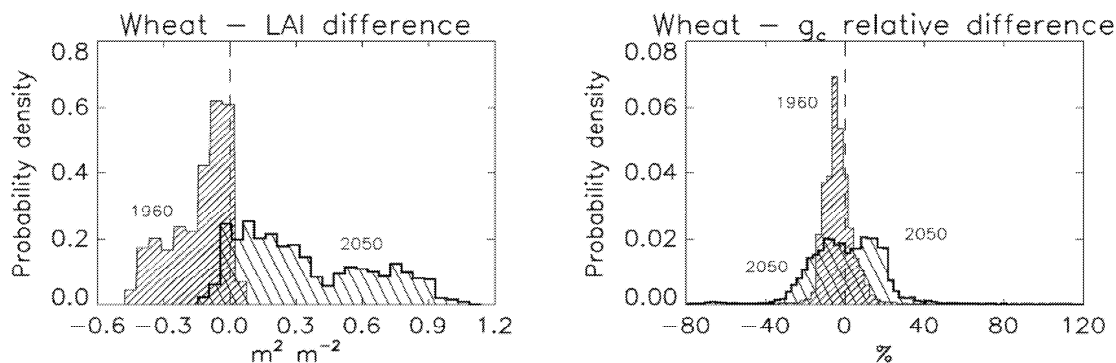 Wheat – LAI difference
0.8
0.6
0.4
0.2
0.0
Probability density
1960
2050
−0.6 −0.3 0.0 0.3 0.6 0.9 1.2
m² m⁻²
Wheat – g_c relative difference
0.08
0.06
0.04
0.02
0.00
Probability density
1960
2050
2050
−80 −40 0 40 80 120
%